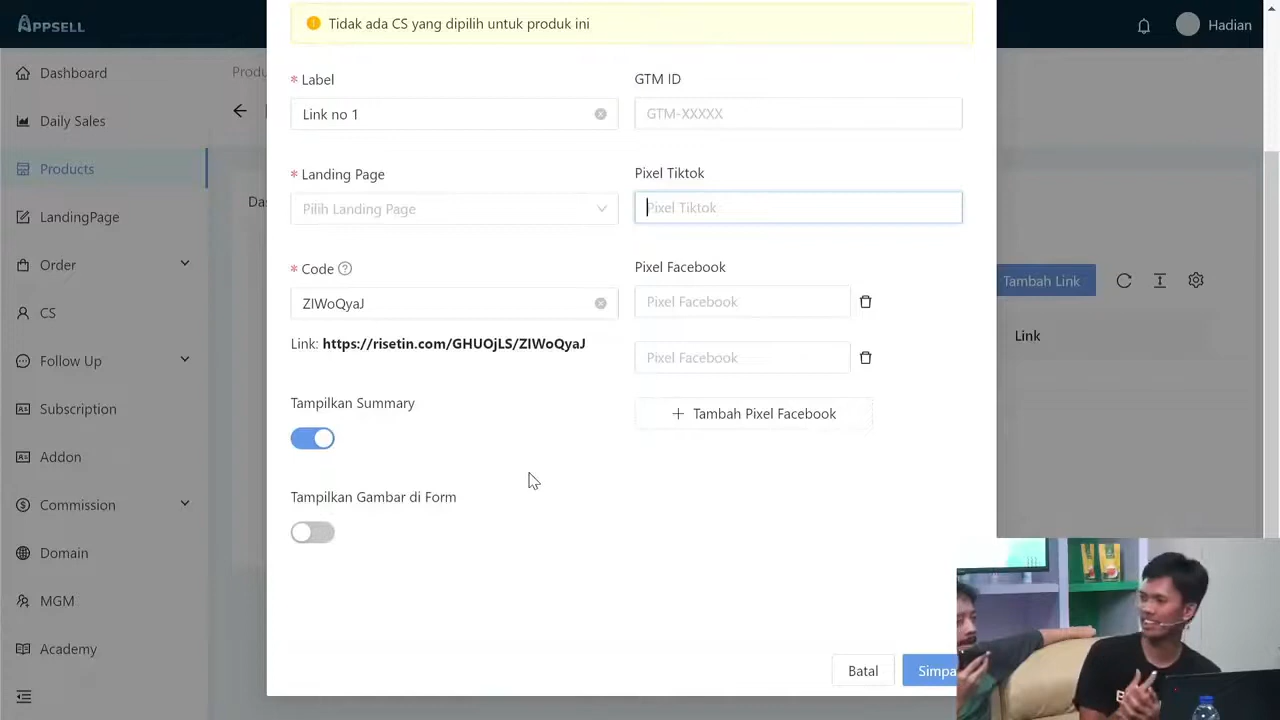 APPSELL
Hadian
Dashboard
Daily Sales
Products
LandingPage
Order
CS
Follow Up
Subscription
Addon
Commission
Domain
MGM
Academy
Tidak ada CS yang dipilih untuk produk ini
* Label
Link no 1
* Landing Page
Pilih Landing Page
* Code
ZIWoQyaJ
Link: https://risetin.com/GHUOjLS/ZIWoQyaJ
Tampilkan Summary
Tampilkan Gambar di Form
GTM ID
GTM-XXXXX
Pixel Tiktok
Pixel Tiktok
Pixel Facebook
Pixel Facebook
Pixel Facebook
+ Tambah Pixel Facebook
Batal
Simpa
Produ
Das
Tambah Link
Link